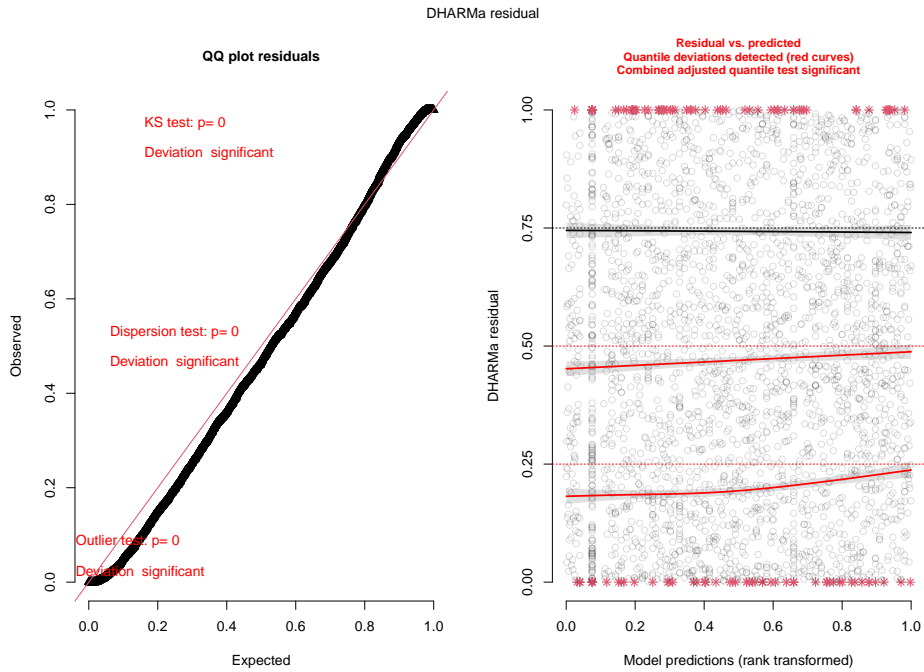 DHARMa residual
QQ plot residuals
KS test: p= 0
Deviation  significant
Dispersion test: p= 0
Deviation  significant
Outlier test: p= 0
Deviation  significant
Observed
0.0
0.2
0.4
0.6
0.8
1.0
0.0 0.2 0.4 0.6 0.8 1.0
Expected
Residual vs. predicted
Quantile deviations detected (red curves)
Combined adjusted quantile test significant
DHARMa residual
0.00
0.25
0.50
0.75
1.00
0.0 0.2 0.4 0.6 0.8 1.0
Model predictions (rank transformed)